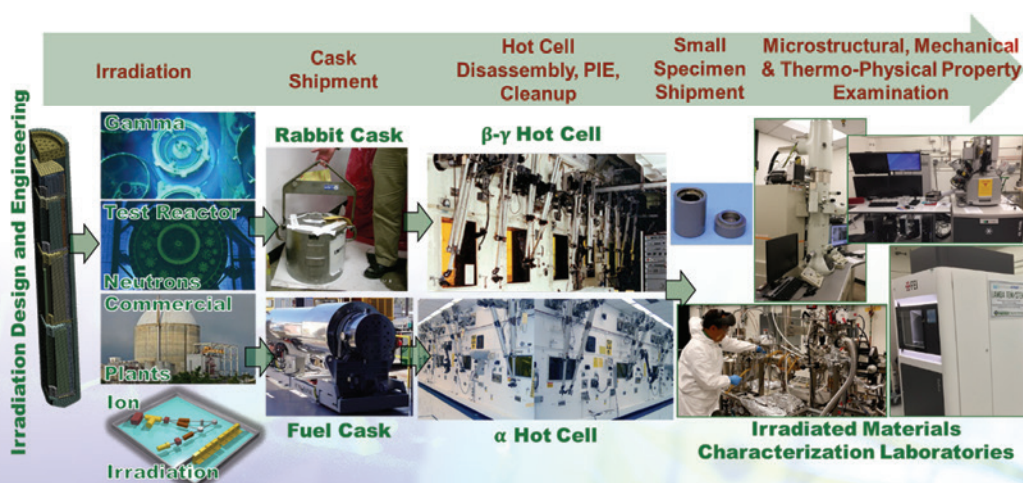 Irradiation Design and Engineering
Irradiation
Cask
Shipment
Hot Cell
Disassembly, PIE,
Cleanup
Small
Specimen
Shipment
Microstructural, Mechanical
& Thermo-Physical Property
Examination
Gamma
Test Reactor
Neutrons
Commercial
Plants
Ion
Irradiation
Rabbit Cask
Fuel Cask
β-γ Hot Cell
α Hot Cell
FEI
Irradiated Materials
Characterization Laboratories